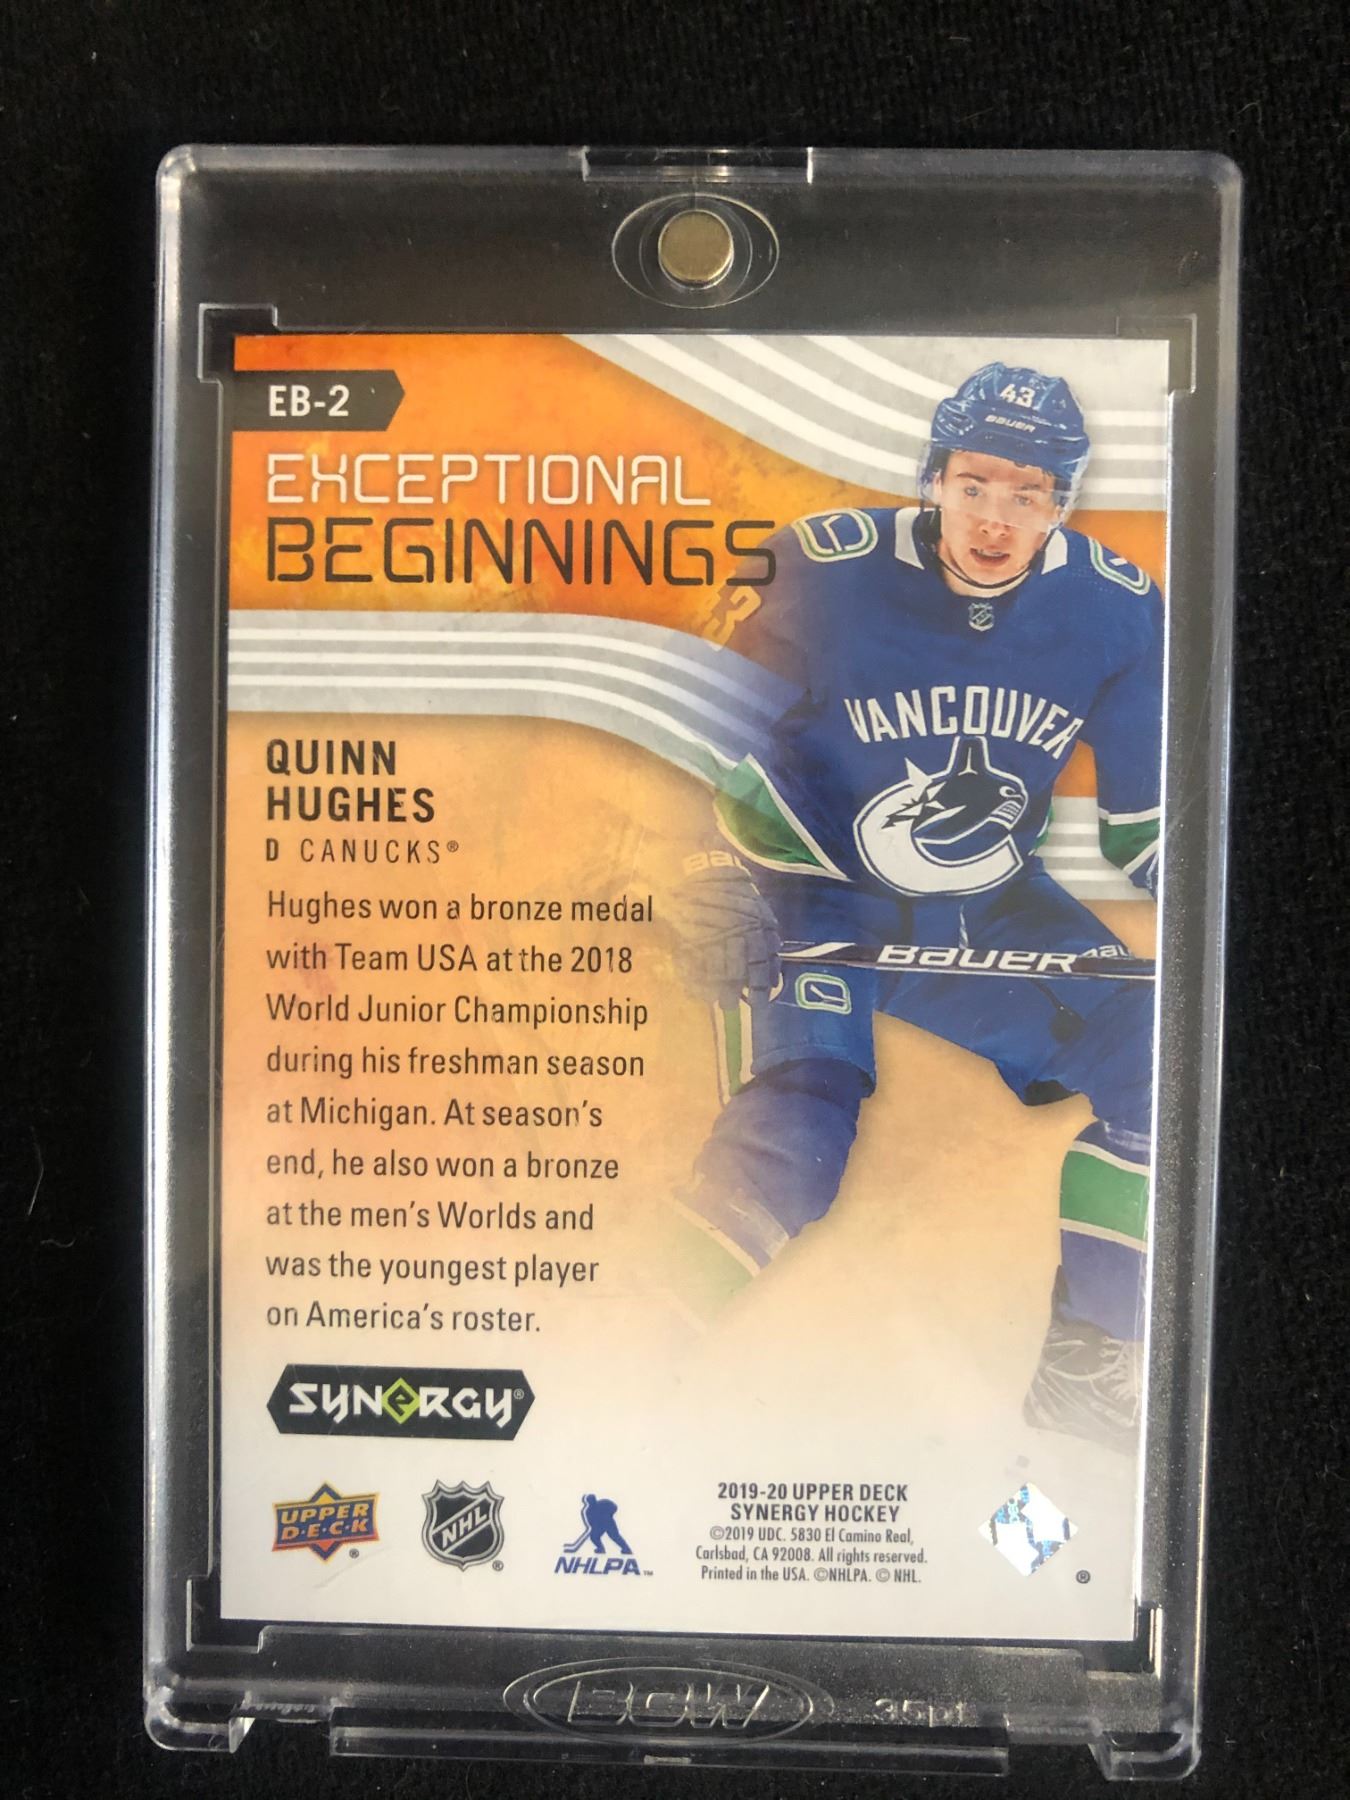 EB-2
EXCEPTIONAL
BEGINNINGS
43
BAUER
43
VANCOUVER
QUINN
HUGHES
D CANUCKS®
Hughes won a bronze medal
with Team USA at the 2018
World Junior Championship
during his freshman season
at Michigan. At season's
end, he also won a bronze
at the men's Worlds and
was the youngest player
on America's roster.
BAUER
SYNERGY®
UPPER
D·E·C·K
®
NHL
®
NHLPA™
2019-20 UPPER DECK
SYNERGY HOCKEY
©2019 UDC. 5830 El Camino Real,
Carlsbad, CA 92008. All rights reserved.
Printed in the USA. ©NHLPA. © NHL.
®
BCW
35pt